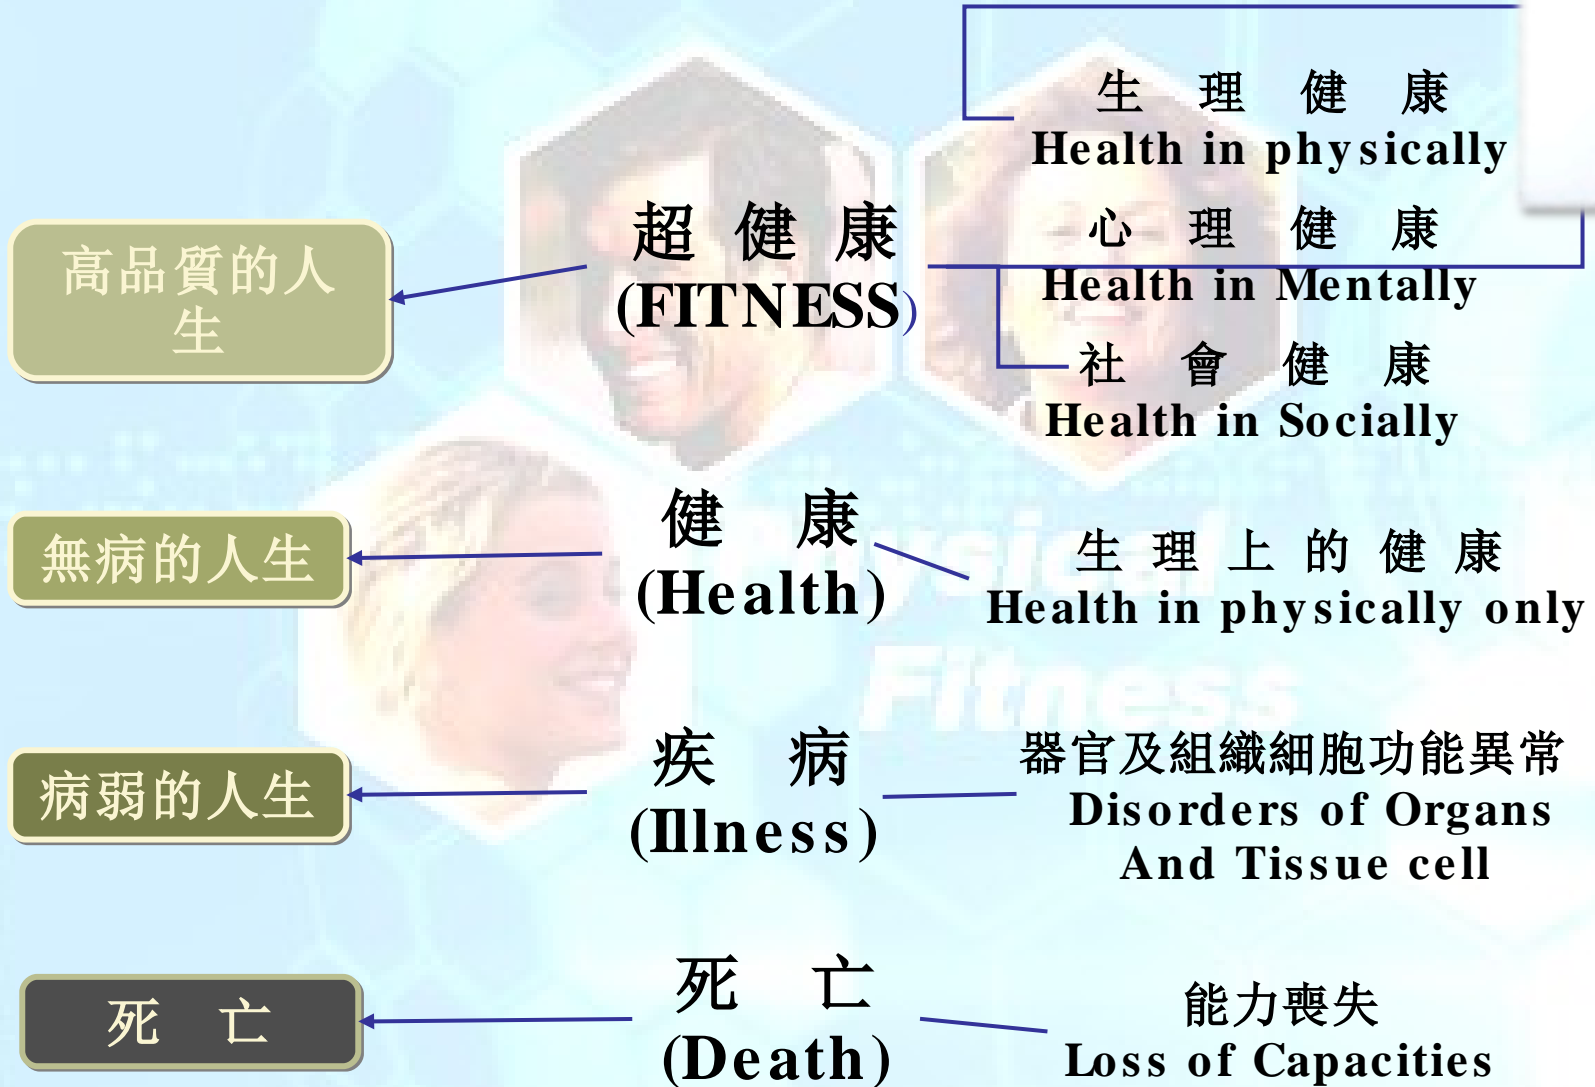 生 理 健 康
Health in physically
超 健 康
(FITNESS)
心 理 健 康
Health in Mentally
高品質的人
生
社 會 健 康
Health in Socially
健 康
(Health)
無病的人生
生 理 上 的 健 康
Health in physically only
Physical
Fitness
疾 病
(Illness)
病弱的人生
器官及組織細胞功能異常
Disorders of Organs
And Tissue cell
死 亡
(Death)
死 亡
能力喪失
Loss of Capacities